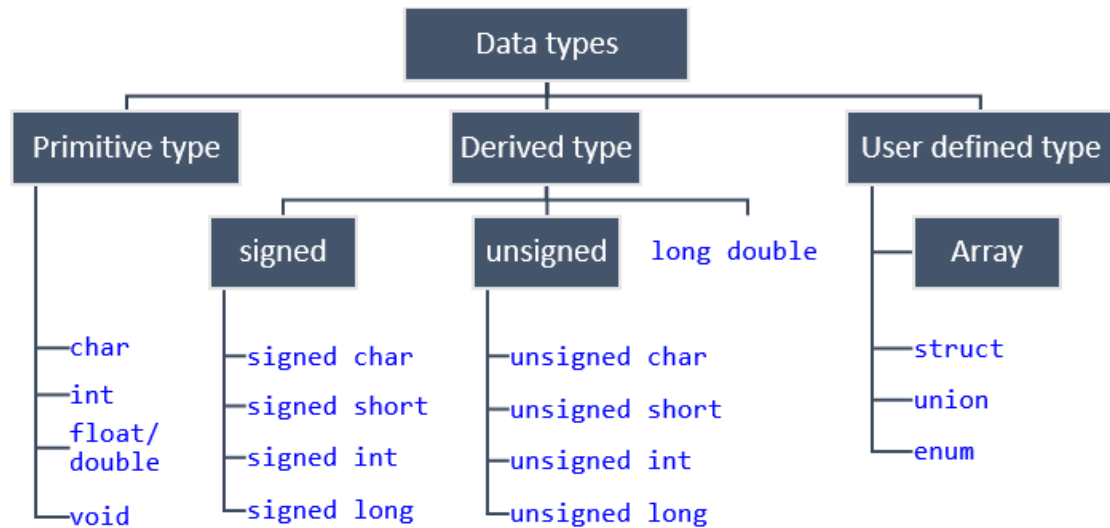 Data types
Primitive type
Derived type
User defined type
signed
unsigned
long double
Array
char
int
float/
double
void
signed char
signed short
signed int
signed long
unsigned char
unsigned short
unsigned int
unsigned long
struct
union
enum